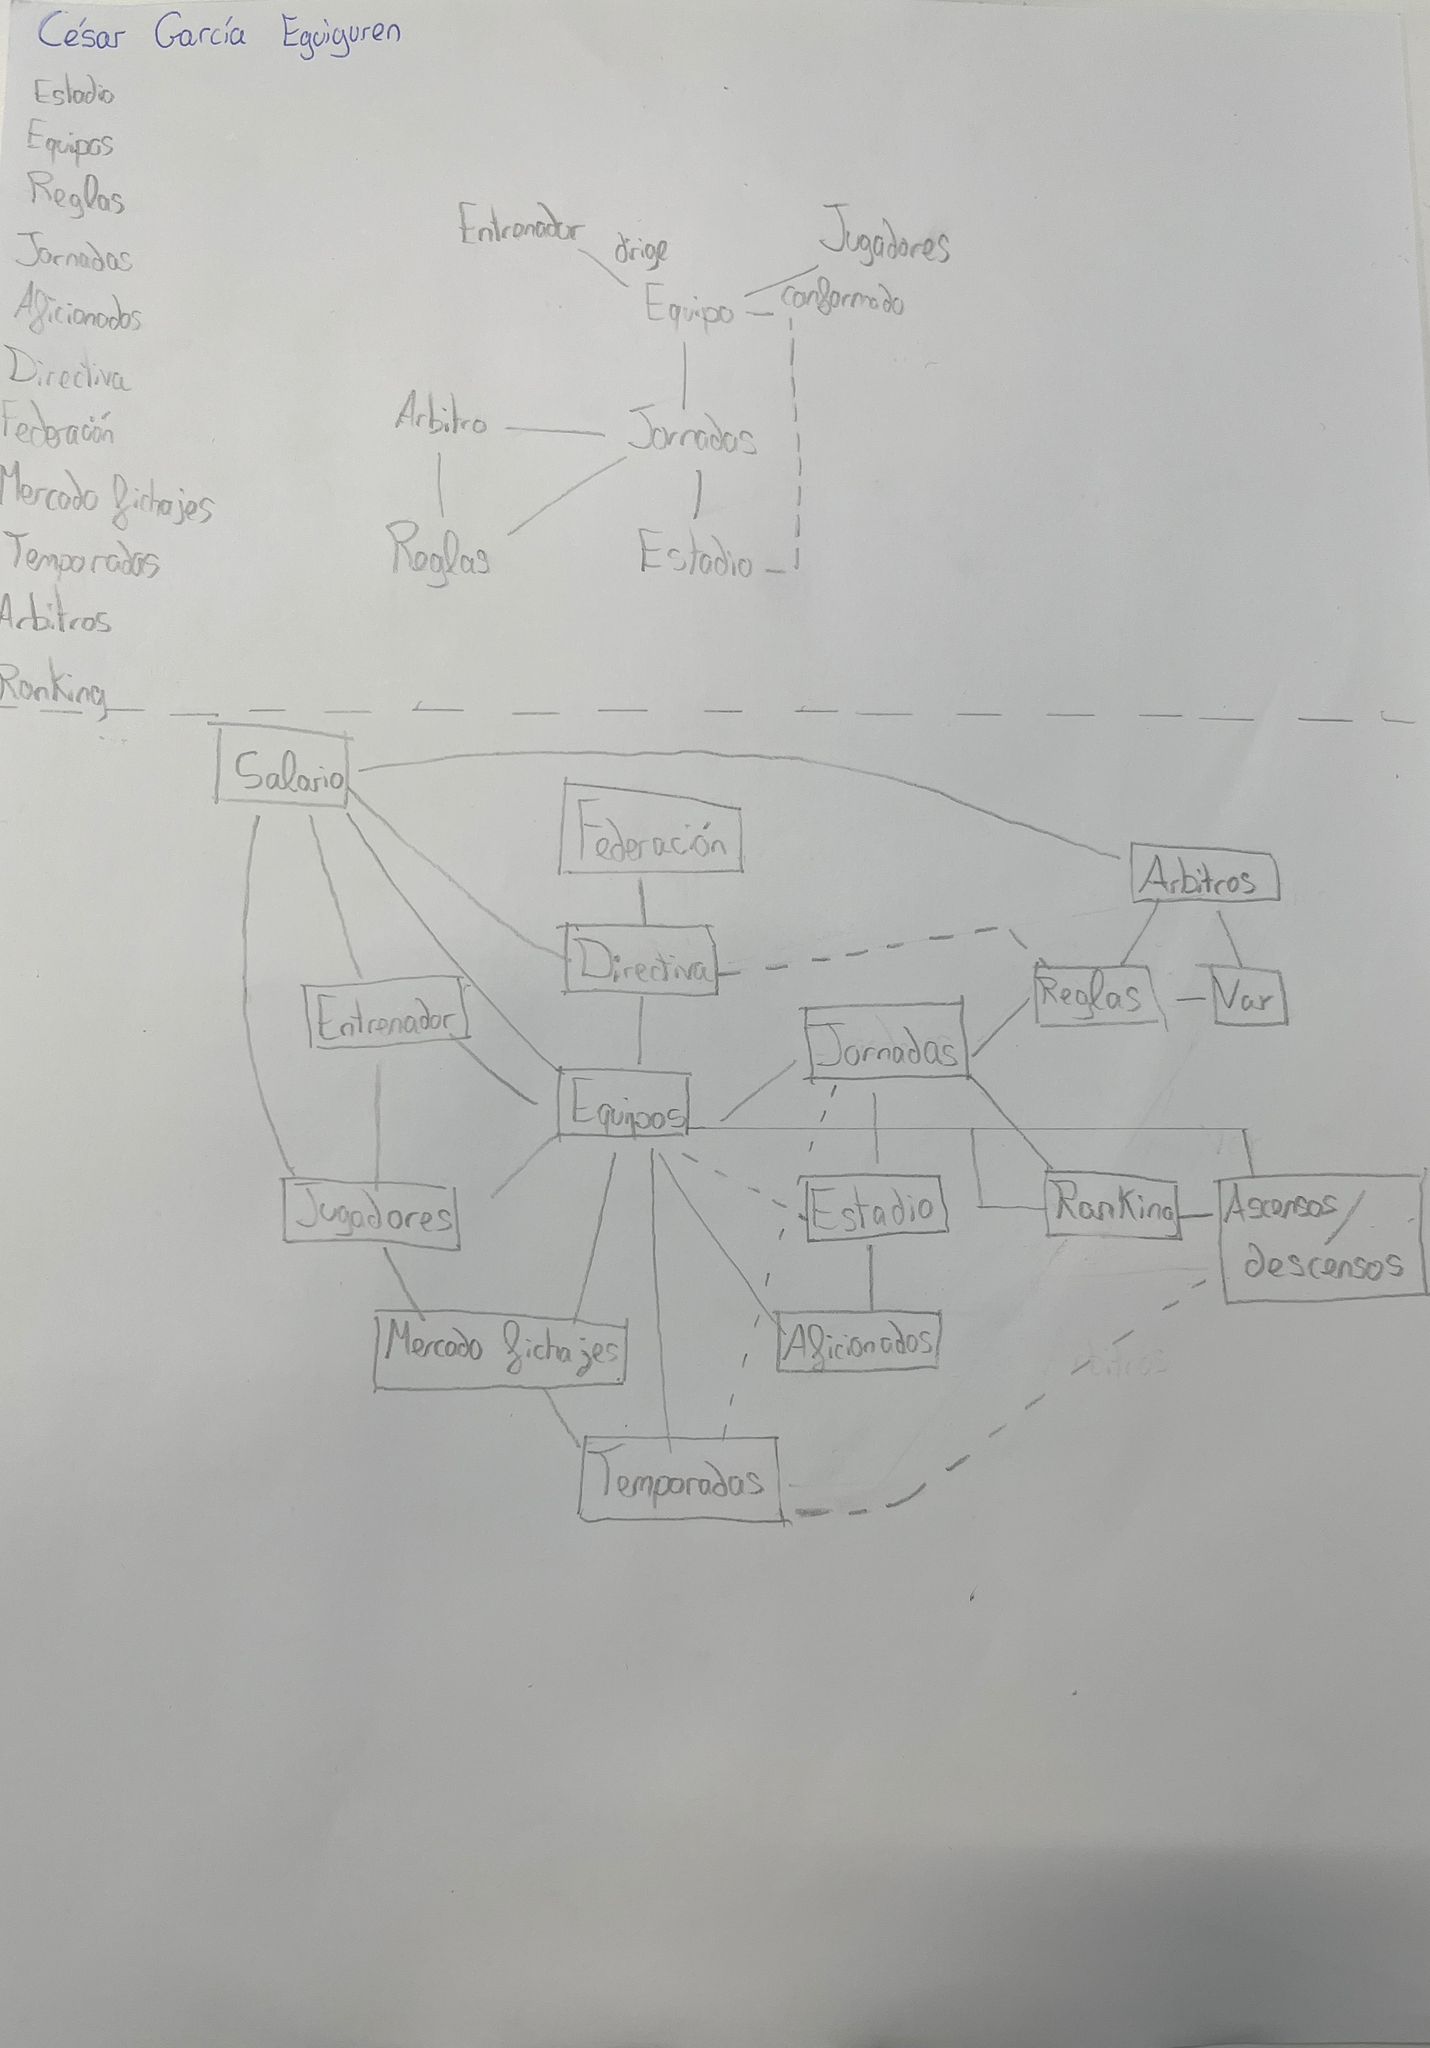 César García Eguiguren
Estadio
Equipos
Reglas
Jornadas
Aficionados
Directiva
Federación
Mercado fichajes
Temporadas
Arbitros
Ranking
Entrenador
dirige
Jugadores
Equipo
conformado
Arbitro
Jornadas
Reglas
Estadio
Salario
Federación
Arbitros
Directiva
Reglas
Var
Entrenador
Jornadas
Equipos
Jugadores
Estadio
Ranking
Ascensos/
descensos
Mercado fichajes
Aficionados
Temporadas